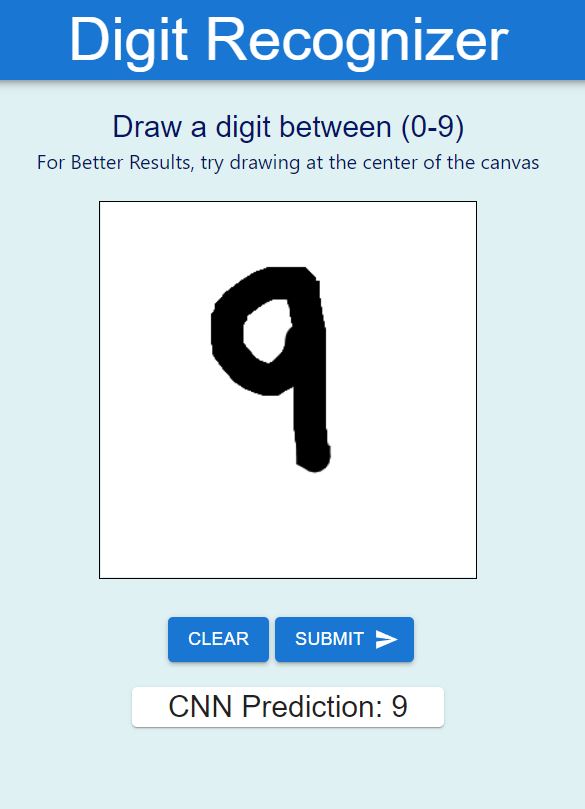 Digit Recognizer
Draw a digit between (0-9)
For Better Results, try drawing at the center of the canvas
9
CLEAR
SUBMIT
CNN Prediction: 9